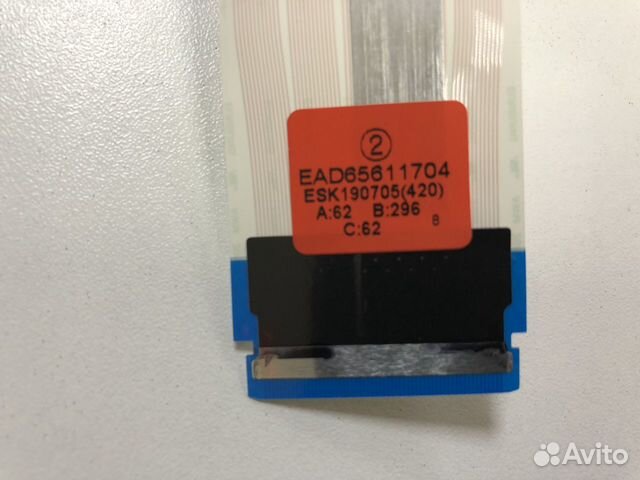 ②
EAD65611704
ESK190705(420)
A:62 B:296
C:62 B
Avito